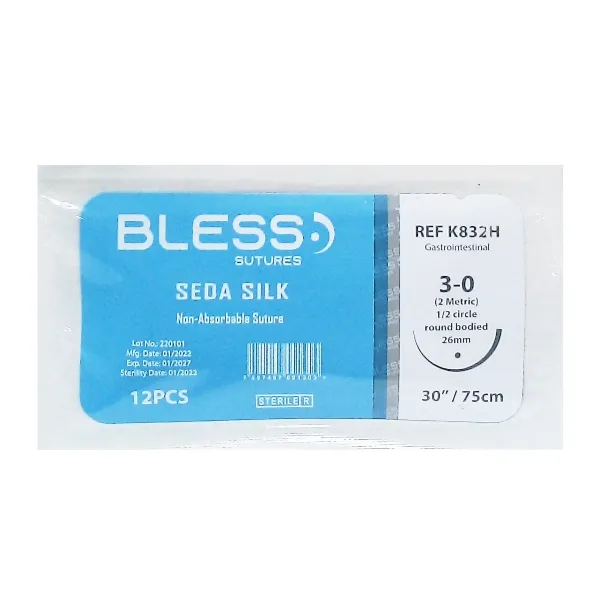 BLESS
SUTURES
SEDA SILK
Non-Absorbable Suture
Lot No.: 220101
Mfg. Date: 01/2022
Exp. Date: 01/2027
Sterility Date: 01/2022
12PCS
STERILE R
REF K832H
Gastrointestinal
3-0
(2 Metric)
1/2 circle
round bodied
26mm
30”/75cm